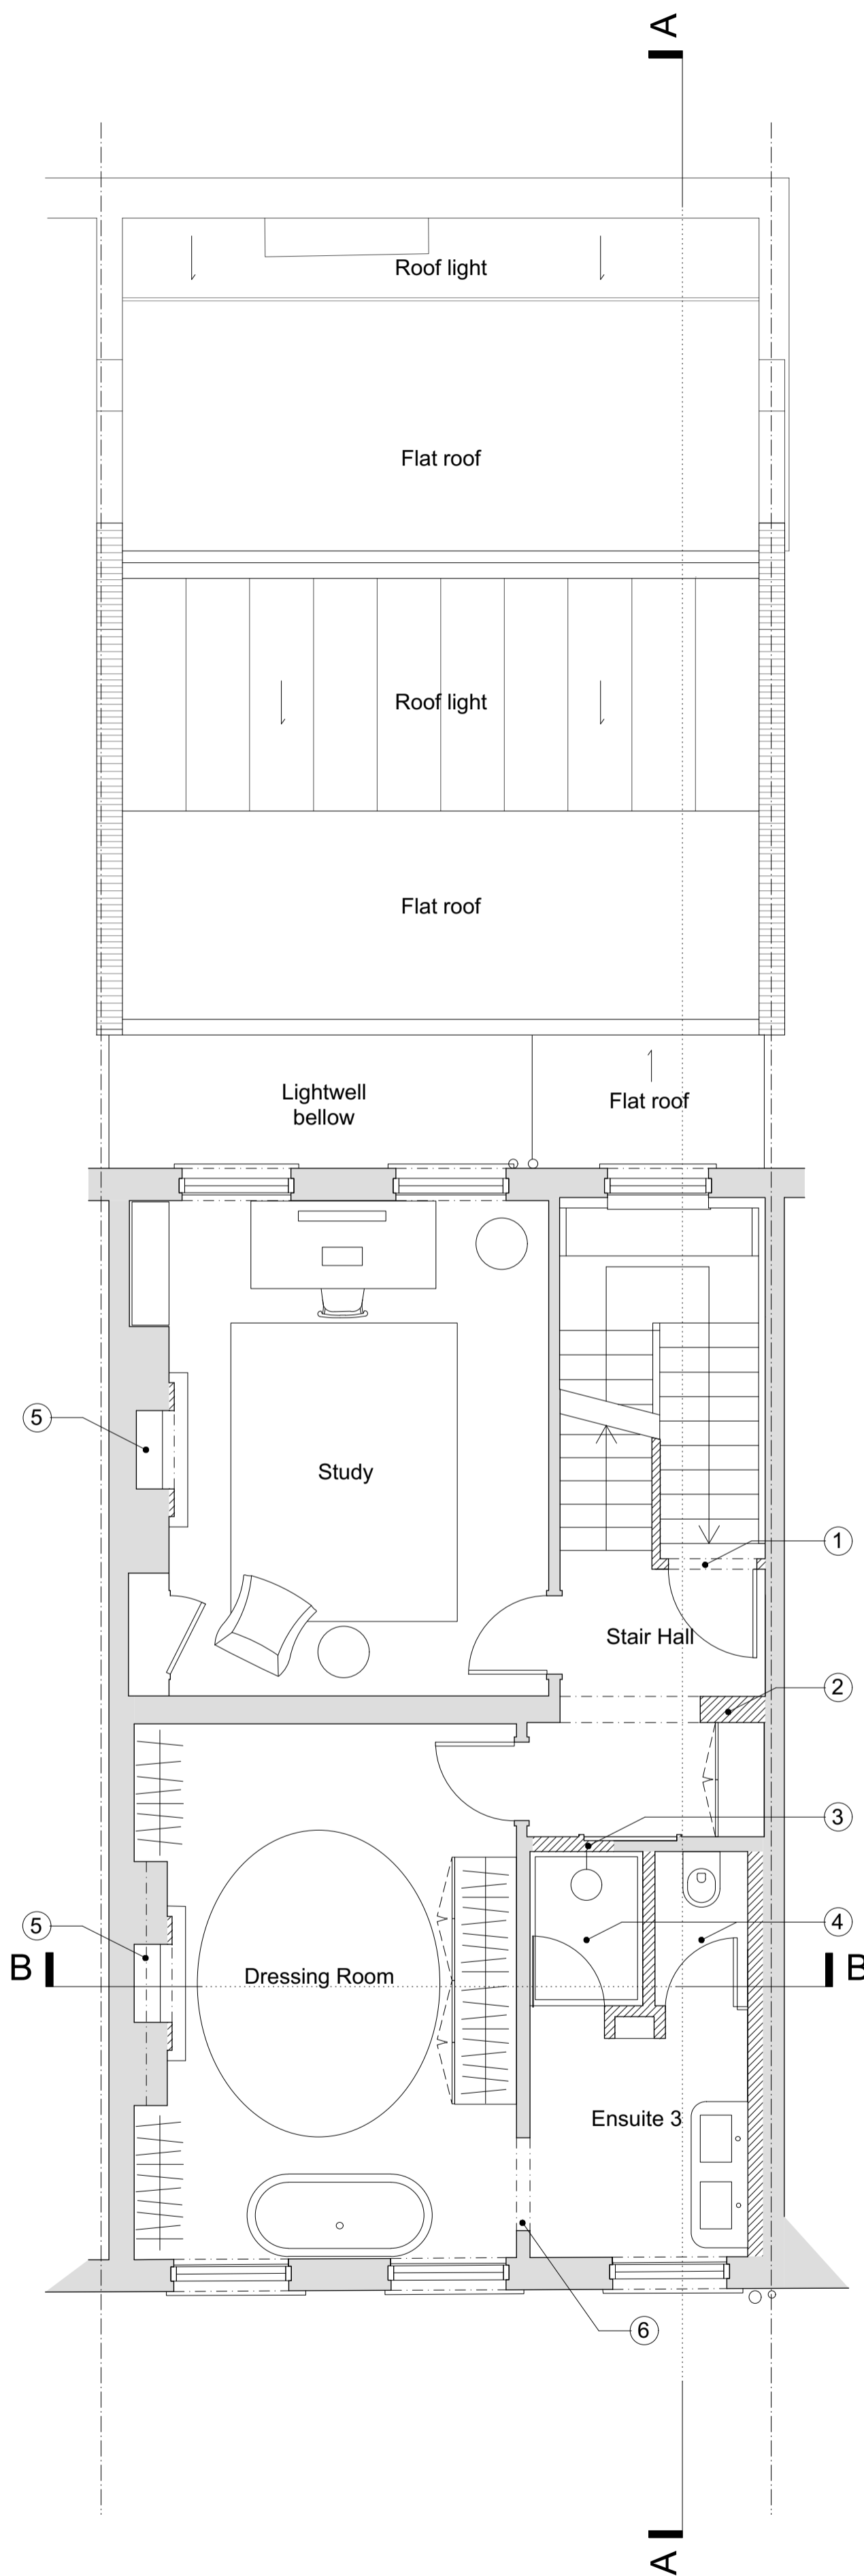 A
Roof light
Flat roof
Roof light
Flat roof
Lightwell
bellow
Flat roof
5
Study
1
Stair Hall
2
3
5
4
B
Dressing Room
B
Ensuite 3
6
A